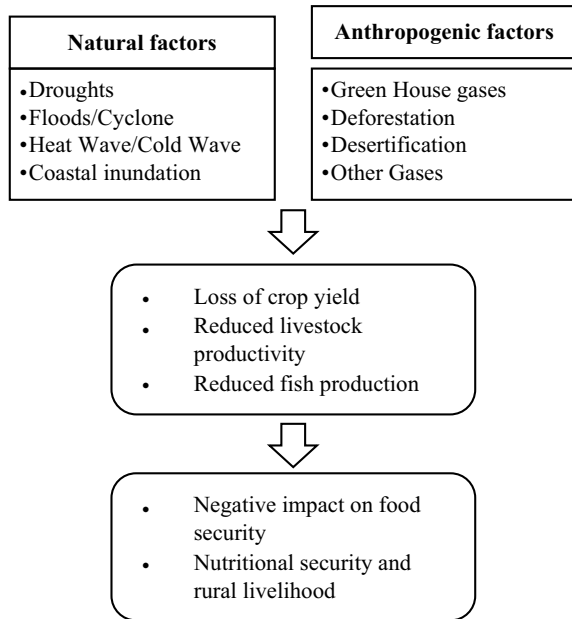 Natural factors
•Droughts
•Floods/Cyclone
•Heat Wave/Cold Wave
•Coastal inundation
Anthropogenic factors
•Green House gases
•Deforestation
•Desertification
•Other Gases
• Loss of crop yield
• Reduced livestock
productivity
• Reduced fish production
• Negative impact on food
security
• Nutritional security and
rural livelihood